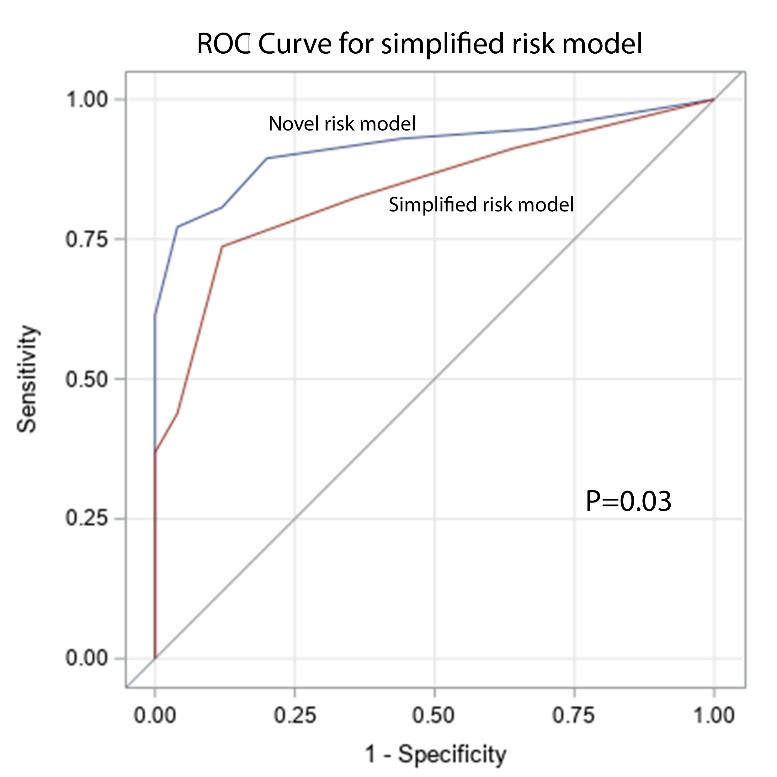 ROC Curve for simplified risk model
1.00
Novel risk model
Simplified risk model
0.75
Sensitivity
0.50
P=0.03
0.25
0.00
0.00 0.25 0.50 0.75 1.00
1 - Specificity